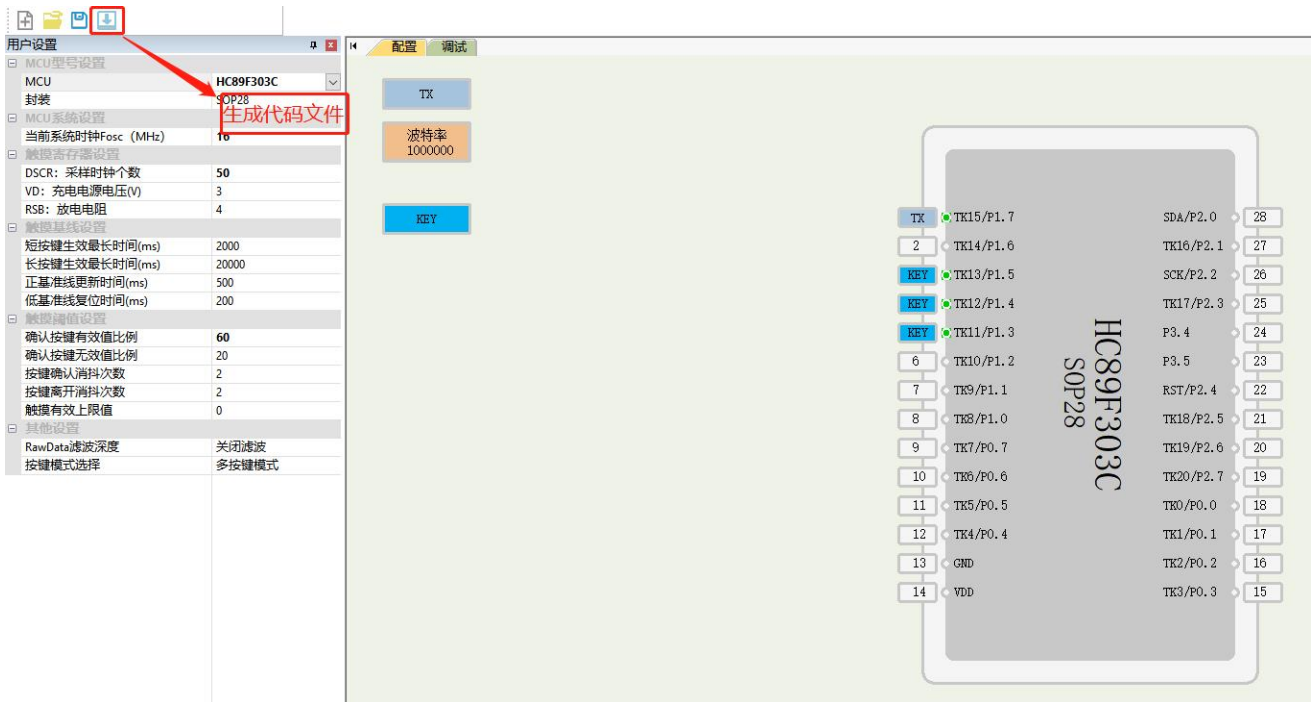 用户设置
MCU型号设置
MCU HC89F303C
封装 SOP28
生成代码文件
MCU系统设置
当前系统时钟Fosc（MHz） 16
触摸寄存器设置
DSCR：采样时钟个数 50
VD：充电电源电压(V) 3
RSB：放电电阻 4
触摸基线设置
短按键生效最长时间(ms) 2000
长按键生效最长时间(ms) 20000
正基准线更新时间(ms) 500
低基准线复位时间(ms) 200
触摸阈值设置
确认按键有效值比例 60
确认按键无效值比例 20
按键确认消抖次数 2
按键离开消抖次数 2
触摸有效上限值 0
其他设置
RawData滤波深度 关闭滤波
按键模式选择 多按键模式
配置 调试
TX
波特率
1000000
KEY
TX TK15/P1.7 SDA/P2.0 28
2 TK14/P1.6 TK16/P2.1 27
KEY TK13/P1.5 SCK/P2.2 26
KEY TK12/P1.4 TK17/P2.3 25
KEY TK11/P1.3 P3.4 24
6 TK10/P1.2 P3.5 23
7 TK9/P1.1 RST/P2.4 22
8 TK8/P1.0 TK18/P2.5 21
9 TK7/P0.7 TK19/P2.6 20
10 TK6/P0.6 TK20/P2.7 19
11 TK5/P0.5 TK0/P0.0 18
12 TK4/P0.4 TK1/P0.1 17
13 GND TK2/P0.2 16
14 VDD TK3/P0.3 15
HC89F303C
SOP28